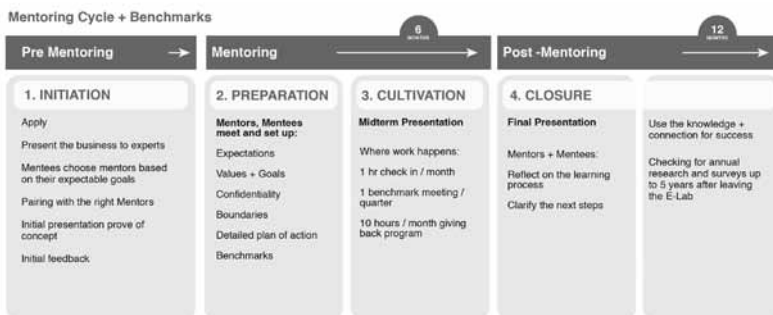 Mentoring Cycle + Benchmarks
6
MONTHS
12
MONTHS
Pre Mentoring
Mentoring
Post -Mentoring
1. INITIATION
Apply
Present the business to experts
Mentees choose mentors based
on their expectable goals
Pairing with the right Mentors
Initial presentation prove of
concept
Initial feedback
2. PREPARATION
Mentors, Mentees
meet and set up:
Expectations
Values + Goals
Confidentiality
Boundaries
Detailed plan of action
Benchmarks
3. CULTIVATION
Midterm Presentation
Where work happens:
1 hr check in / month
1 benchmark meeting /
quarter
10 hours / month giving
back program
4. CLOSURE
Final Presentation
Mentors + Mentees:
Reflect on the learning
process
Clarify the next steps
Use the knowledge +
connection for success
Checking for annual
research and surveys up
to 5 years after leaving
the E-Lab